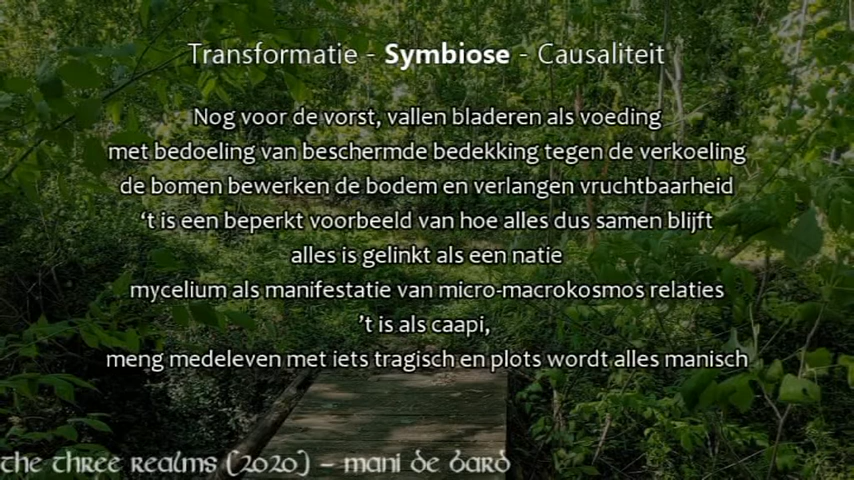 Transformatie - Symbiose - Causaliteit
Nog voor de vorst, vallen bladeren als voeding
met bedoeling van beschermde bedekking tegen de verkoeling
de bomen bewerken de bodem en verlangen vruchtbaarheid
‘t is een beperkt voorbeeld van hoe alles dus samen blijft
alles is gelinkt als een natie
mycelium als manifestatie van micro-macrokosmos relaties
’t is als caapi,
meng medeleven met iets tragisch en plots wordt alles manisch
the three realms (2020) – mani de bard